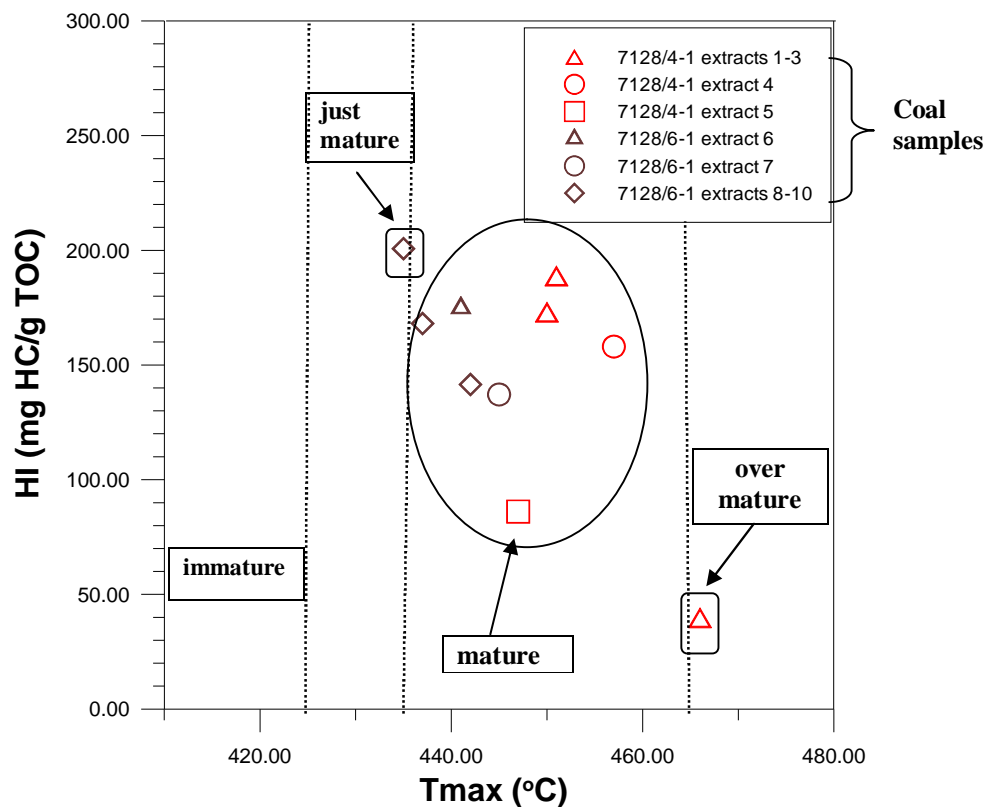 300.00
250.00
200.00
150.00
100.00
50.00
0.00
HI (mg HC/g TOC)
420.00
440.00
460.00
480.00
Tmax (°C)
7128/4-1 extracts 1-3
7128/4-1 extract 4
7128/4-1 extract 5
7128/6-1 extract 6
7128/6-1 extract 7
7128/6-1 extracts 8-10
Coal
samples
just
mature
immature
mature
over
mature